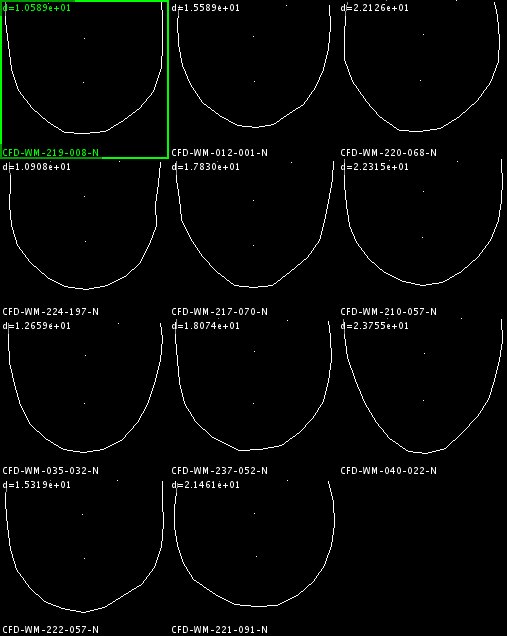 d=1.0589e+01
CFD-WM-219-008-N
d=1.5589e+01
CFD-WM-012-001-N
d=2.2126e+01
CFD-WM-220-068-N
d=1.0908e+01
CFD-WM-224-197-N
d=1.7830e+01
CFD-WM-217-070-N
d=2.2315e+01
CFD-WM-210-057-N
d=1.2659e+01
CFD-WM-035-032-N
d=1.8074e+01
CFD-WM-237-052-N
d=2.3755e+01
CFD-WM-040-022-N
d=1.5319e+01
CFD-WM-222-057-N
d=2.1461e+01
CFD-WM-221-091-N